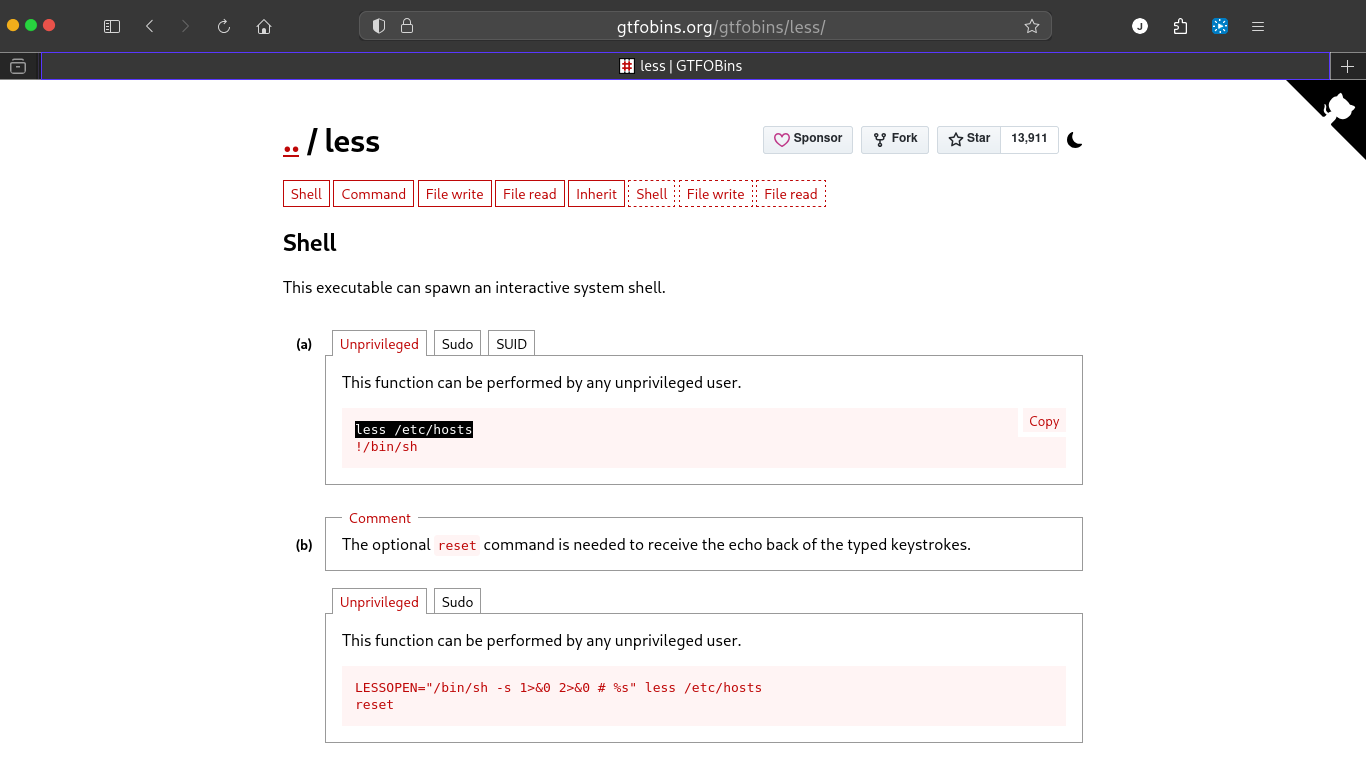 gtfobins.org/gtfobins/less/
J
less | GTFOBins
.. / less
Sponsor
Fork
Star
13,911
Shell
Command
File write
File read
Inherit
Shell
File write
File read
Shell
This executable can spawn an interactive system shell.
(a)
Unprivileged
Sudo
SUID
This function can be performed by any unprivileged user.
less /etc/hosts
Copy
!/bin/sh
Comment
(b)
The optional reset command is needed to receive the echo back of the typed keystrokes.
Unprivileged
Sudo
This function can be performed by any unprivileged user.
LESSOPEN="/bin/sh -s 1>&0 2>&0 # %s" less /etc/hosts
reset